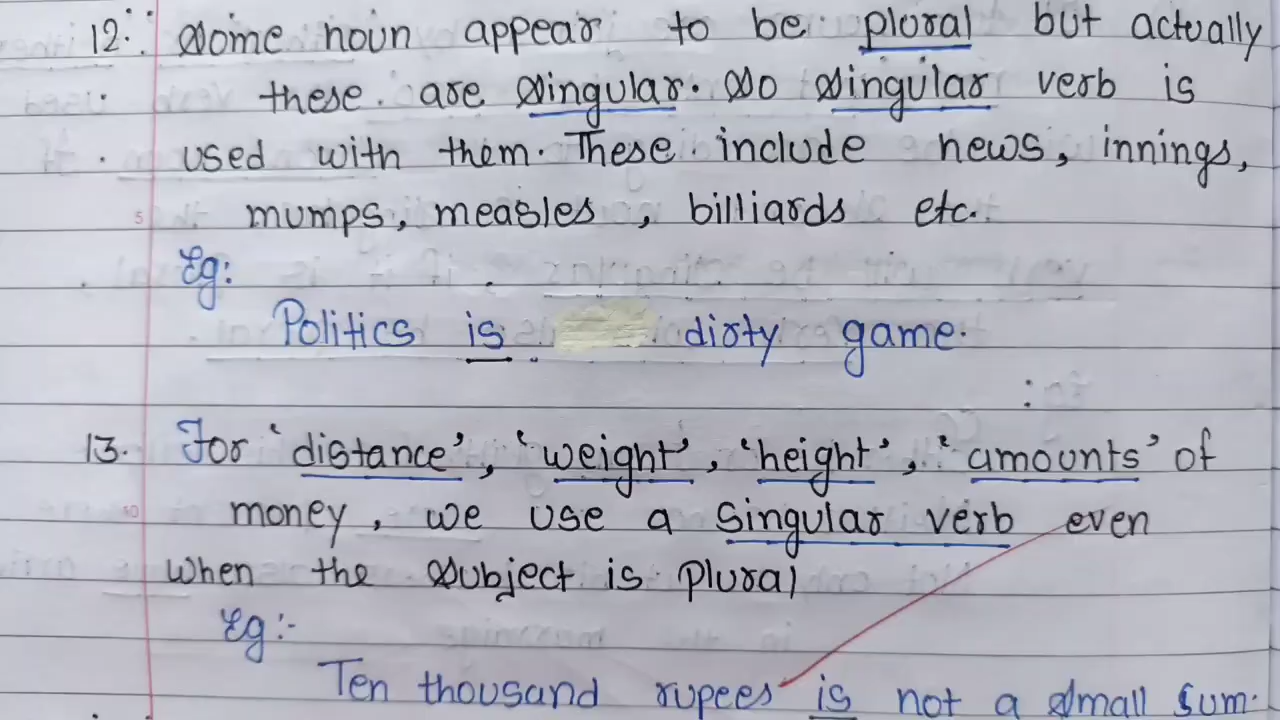 12. Some noun appear to be plural but actually
these are singular. So singular verb is
used with them. These include news, innings,
mumps, measles, billiards etc.
Eg:
Politics is dirty game.
13. For 'distance', 'weight', 'height', 'amounts' of
money, we use a singular verb even
when the subject is plural
Eg:-
Ten thousand rupees is not a small sum.